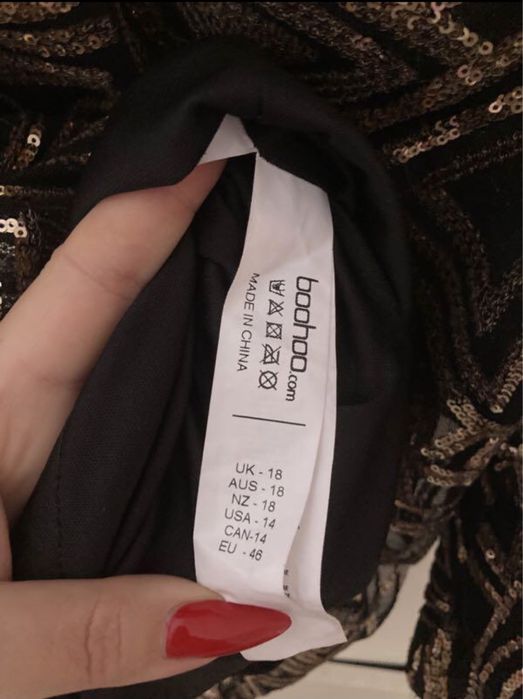 boohoo.com
MADE IN CHINA
UK - 18
AUS - 18
NZ - 18
USA - 14
CAN-14
EU - 46